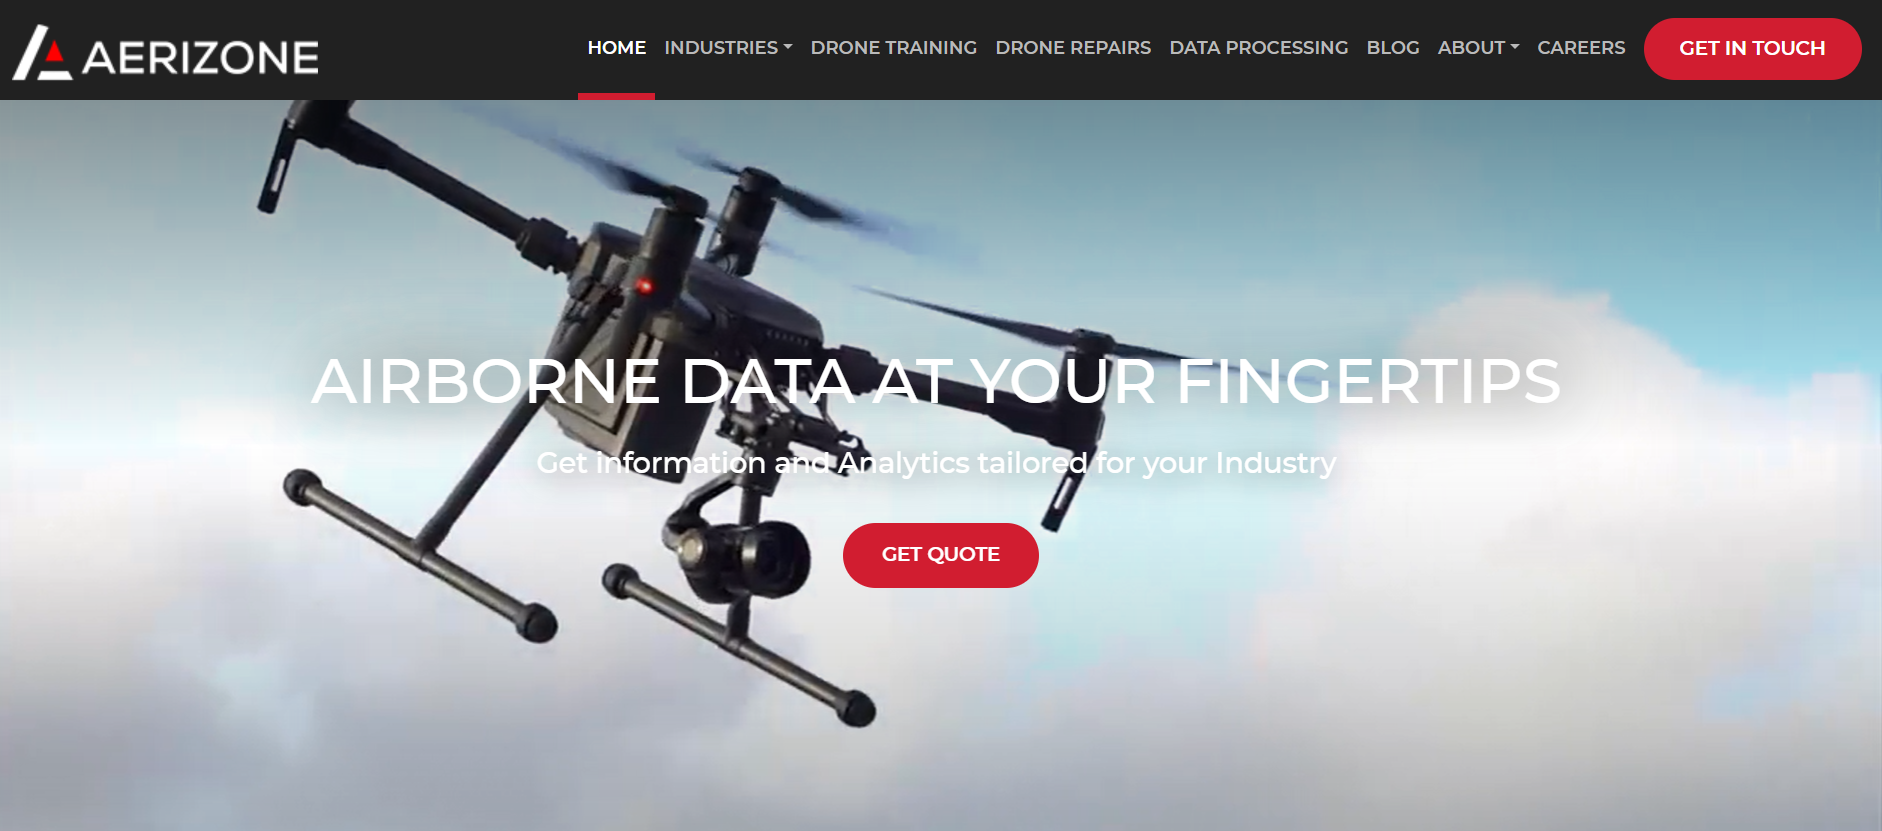 AERIZONE
HOME INDUSTRIES DRONE TRAINING DRONE REPAIRS DATA PROCESSING BLOG ABOUT CAREERS GET IN TOUCH
AIRBORNE DATA AT YOUR FINGERTIPS
Get information and Analytics tailored for your Industry
GET QUOTE